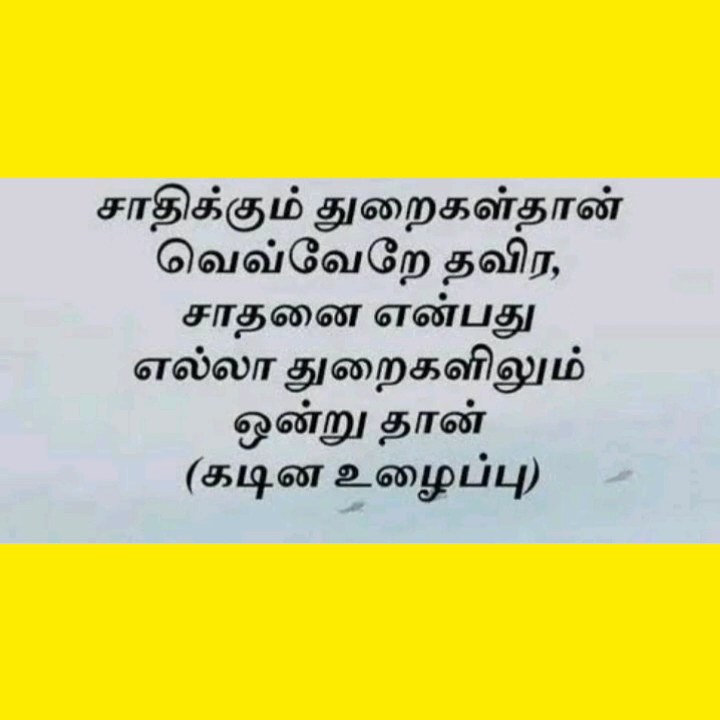 சாதிக்கும் துறைகள்தான்
வெவ்வேறே தவிர,
சாதனை என்பது
எல்லா துறைகளிலும்
ஒன்று தான்
(கடின உழைப்பு)